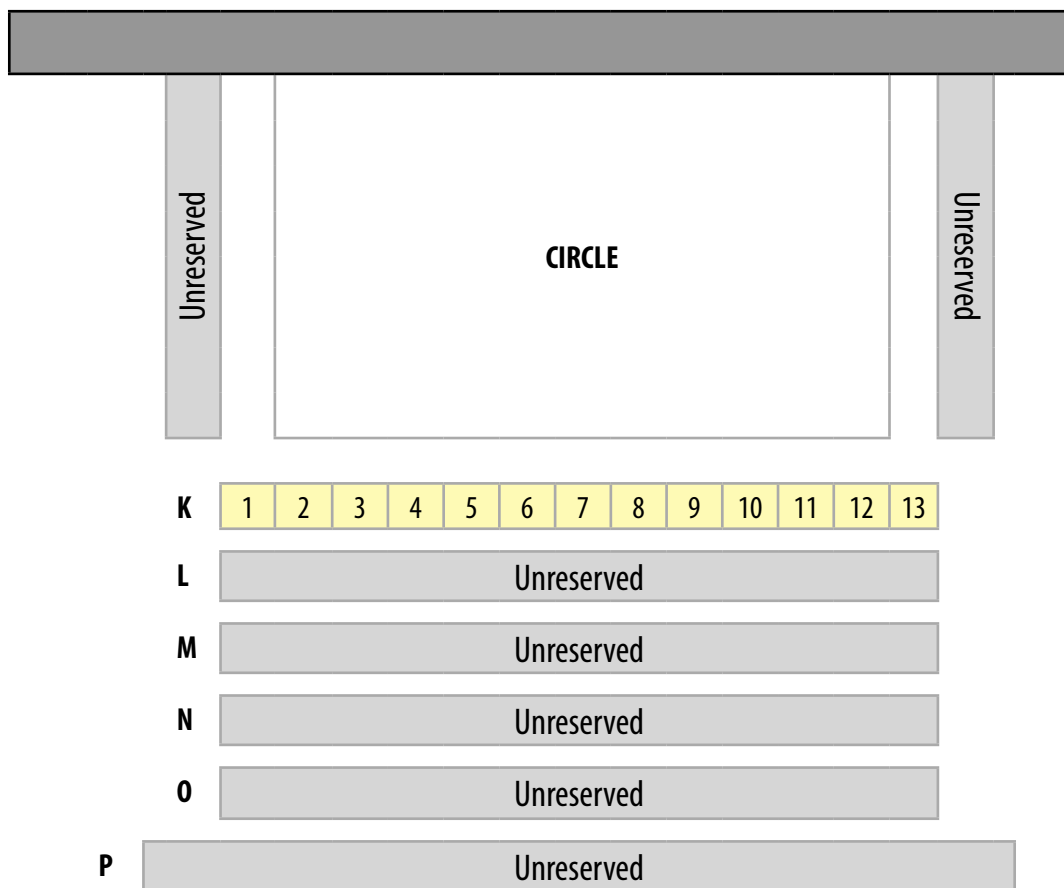 Unreserved
CIRCLE
Unreserved
K 1 2 3 4 5 6 7 8 9 10 11 12 13
L Unreserved
M Unreserved
N Unreserved
O Unreserved
P Unreserved